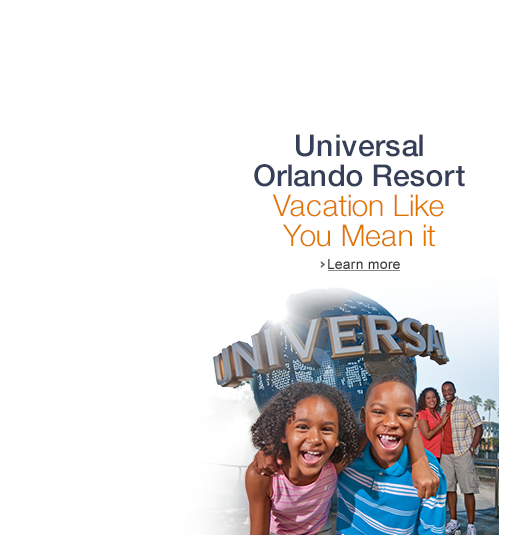 Universal
Orlando Resort
Vacation Like
You Mean it
›Learn more
UNIVERSAL